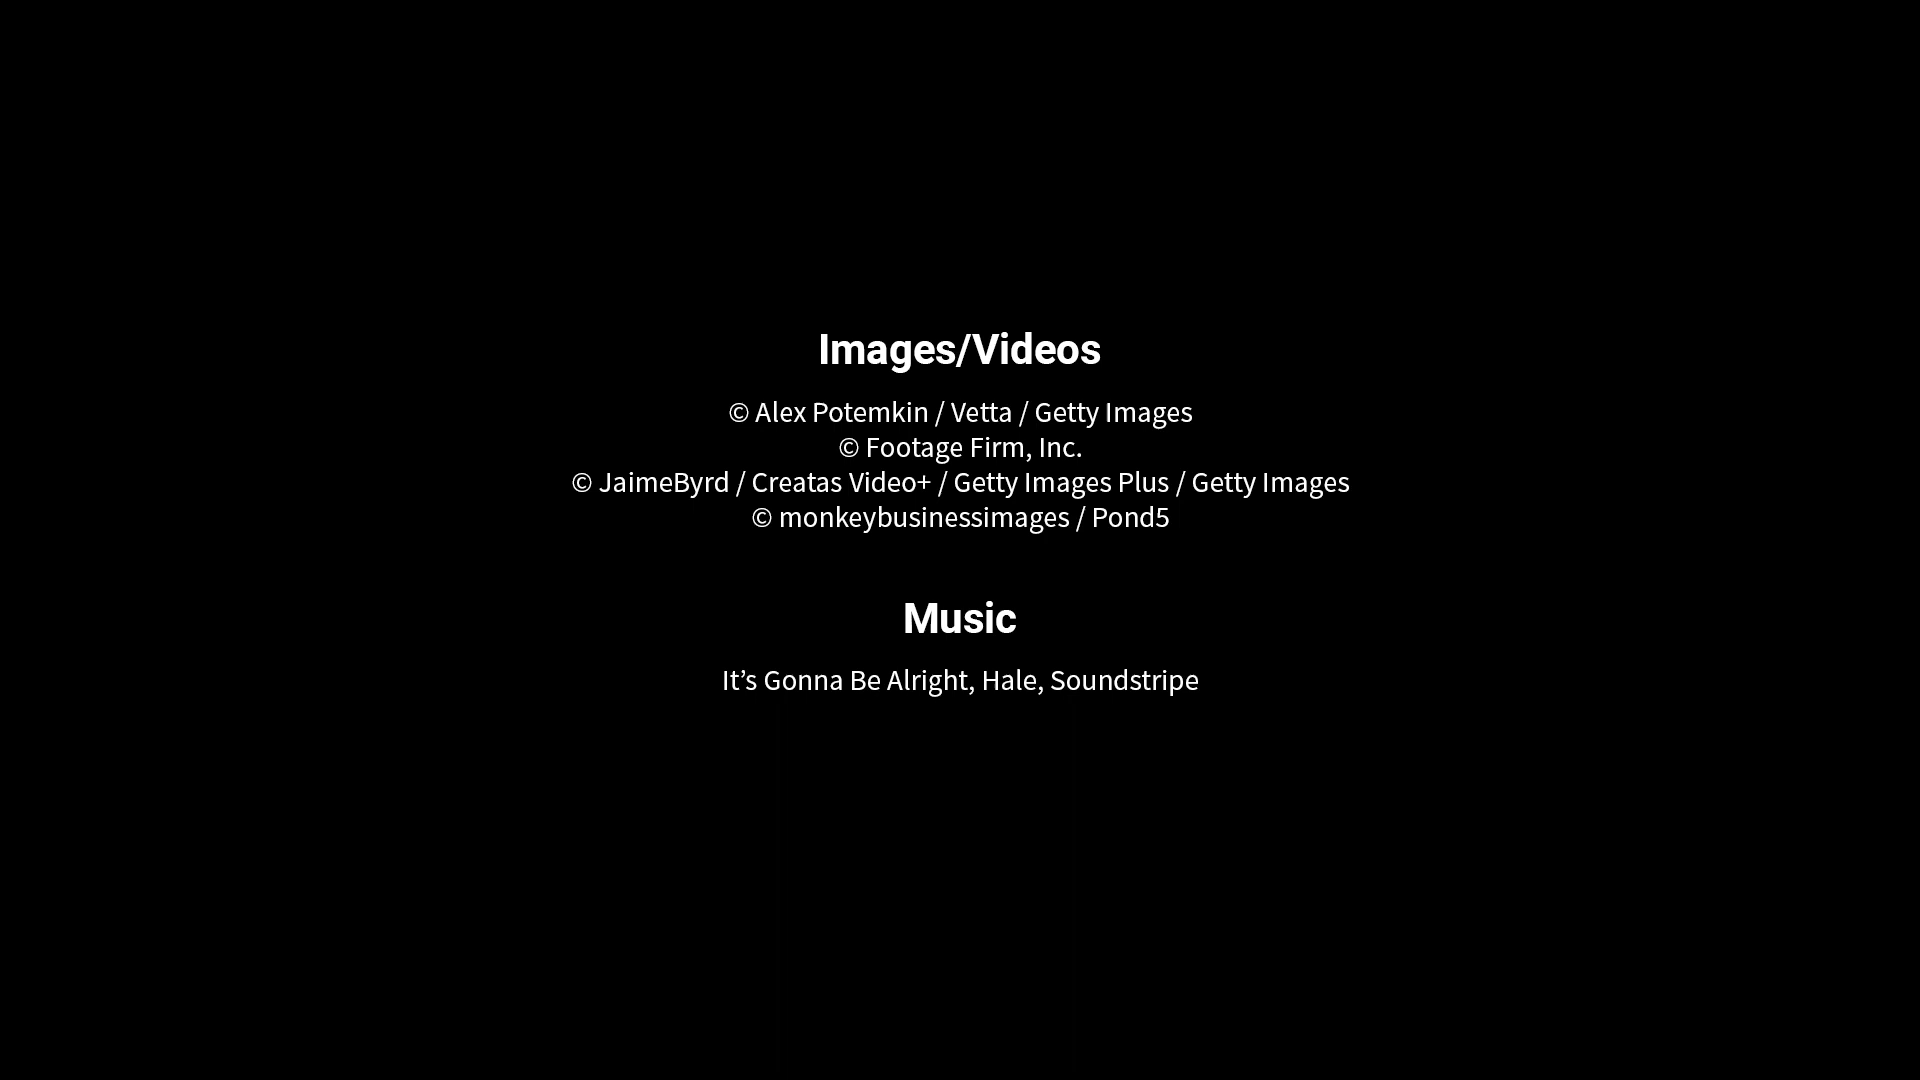 Images/Videos
© Alex Potemkin / Vetta / Getty Images
© Footage Firm, Inc.
© JaimeByrd / Creatas Video+ / Getty Images Plus / Getty Images
© monkeybusinessimages / Pond5
Music
It’s Gonna Be Alright, Hale, Soundstripe